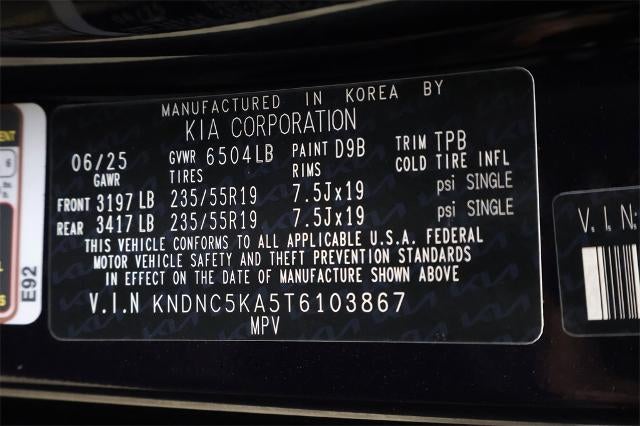 MANUFACTURED IN KOREA BY
KIA CORPORATION
06/25 GVWR 6504LB PAINT D9B TRIM TPB
GAWR TIRES RIMS COLD TIRE INFL
FRONT 3197 LB 235/55R19 7.5Jx19 psi SINGLE
REAR 3417 LB 235/55R19 7.5Jx19 psi SINGLE
THIS VEHICLE CONFORMS TO ALL APPLICABLE U.S.A. FEDERAL
MOTOR VEHICLE SAFETY AND THEFT PREVENTION STANDARDS
IN EFFECT ON THE DATE OF MANUFACTURE SHOWN ABOVE
V.I.N KNDNC5KA5T6103867
MPV
E92
V.I.N